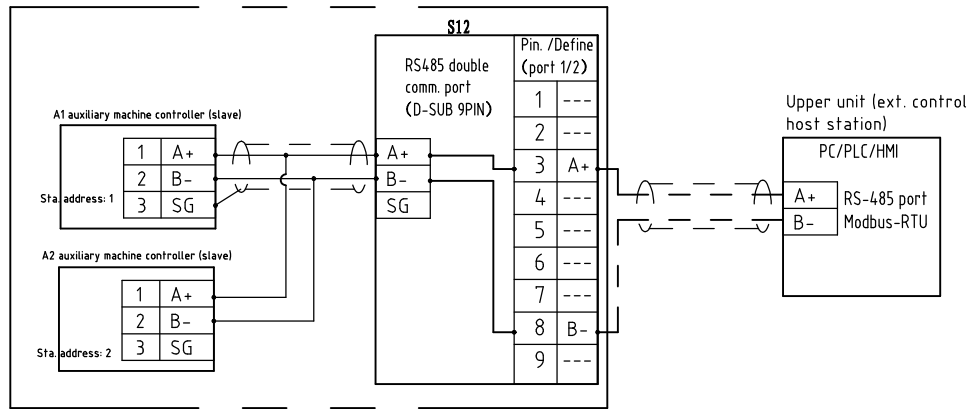 S12
RS485 double
comm. port
(D-SUB 9PIN)
Pin. /Define
(port 1/2)
1 ---
2 ---
3 A+
4 ---
5 ---
6 ---
7 ---
8 B-
9 ---
A+
B-
SG
A1 auxiliary machine controller (slave)
1 A+
2 B-
3 SG
Sta. address: 1
A2 auxiliary machine controller (slave)
1 A+
2 B-
3 SG
Sta. address: 2
Upper unit (ext. control
host station)
PC/PLC/HMI
A+
B-
RS-485 port
Modbus-RTU